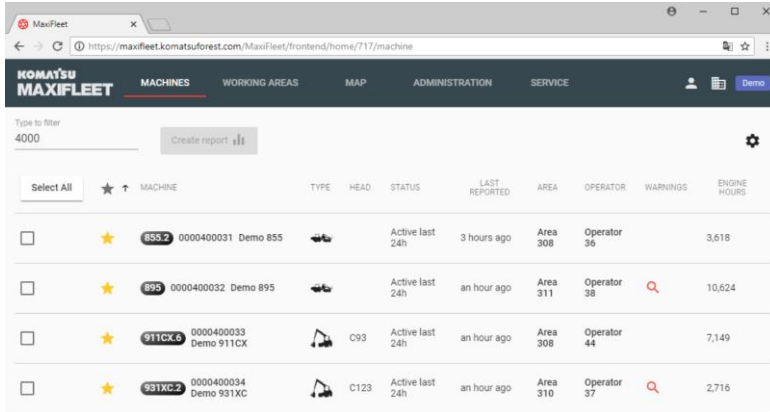 MaxiFleet
https://maxifleet.komatsuforest.com/MaxiFleet/frontend/home/717/machine
KOMATSU
MAXIFLEET
MACHINES WORKING AREAS MAP ADMINISTRATION SERVICE Demo
Type to filter
4000
Create report
Select All MACHINE TYPE HEAD STATUS LAST REPORTED AREA OPERATOR WARNINGS ENGINE HOURS
855.2 0000400031 Demo 855 Active last 24h 3 hours ago Area 308 Operator 36 3,618
895 0000400032 Demo 895 Active last 24h an hour ago Area 311 Operator 38 10,624
911CX.6 0000400033 Demo 911CX C93 Active last 24h an hour ago Area 308 Operator 44 7,149
931XC.2 0000400034 Demo 931XC C123 Active last 24h an hour ago Area 310 Operator 37 2,716